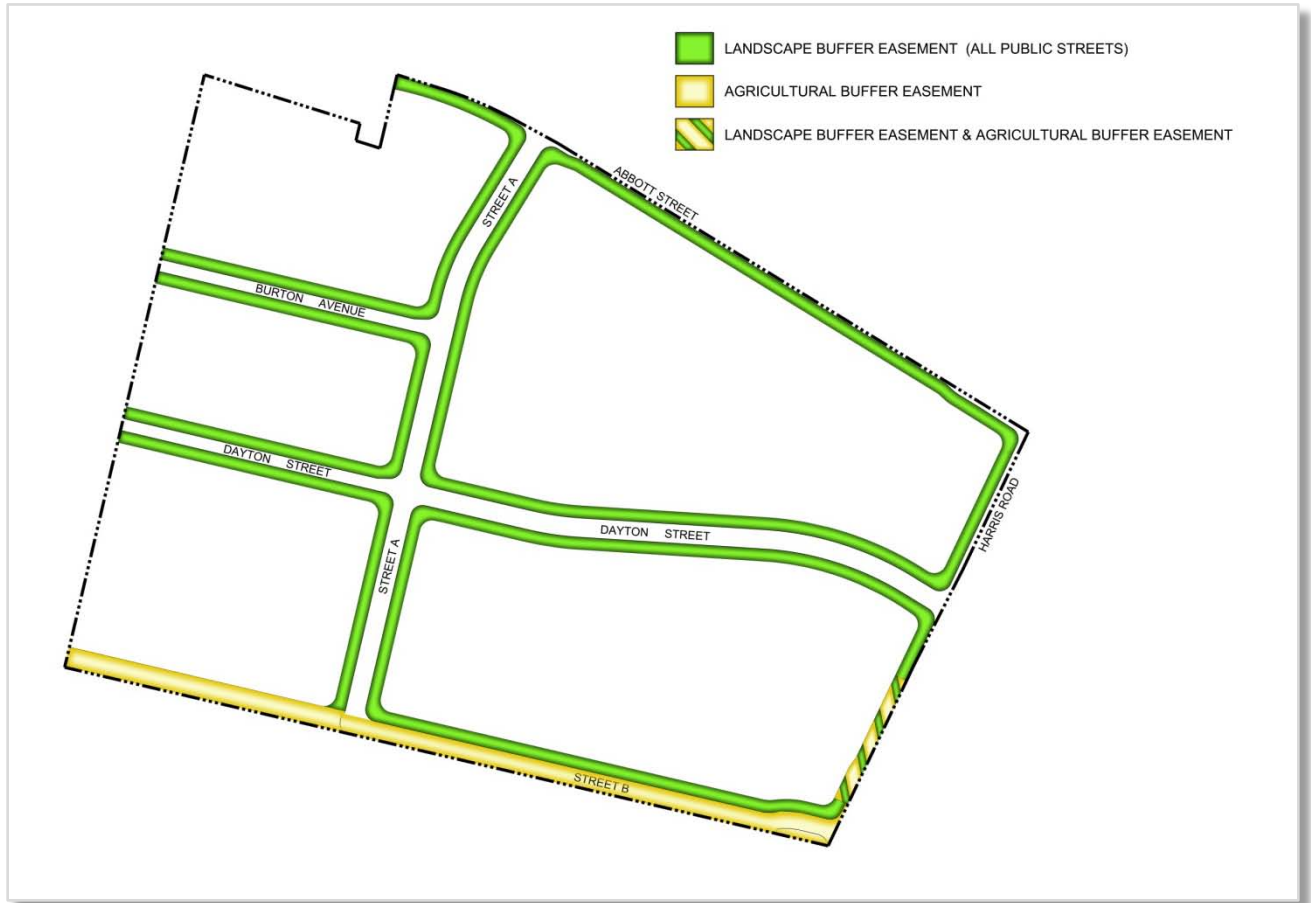 LANDSCAPE BUFFER EASEMENT (ALL PUBLIC STREETS)
AGRICULTURAL BUFFER EASEMENT
LANDSCAPE BUFFER EASEMENT & AGRICULTURAL BUFFER EASEMENT
ABBOTT STREET
STREET A
BURTON AVENUE
DAYTON STREET
HARRIS ROAD
DAYTON STREET
STREET A
STREET B